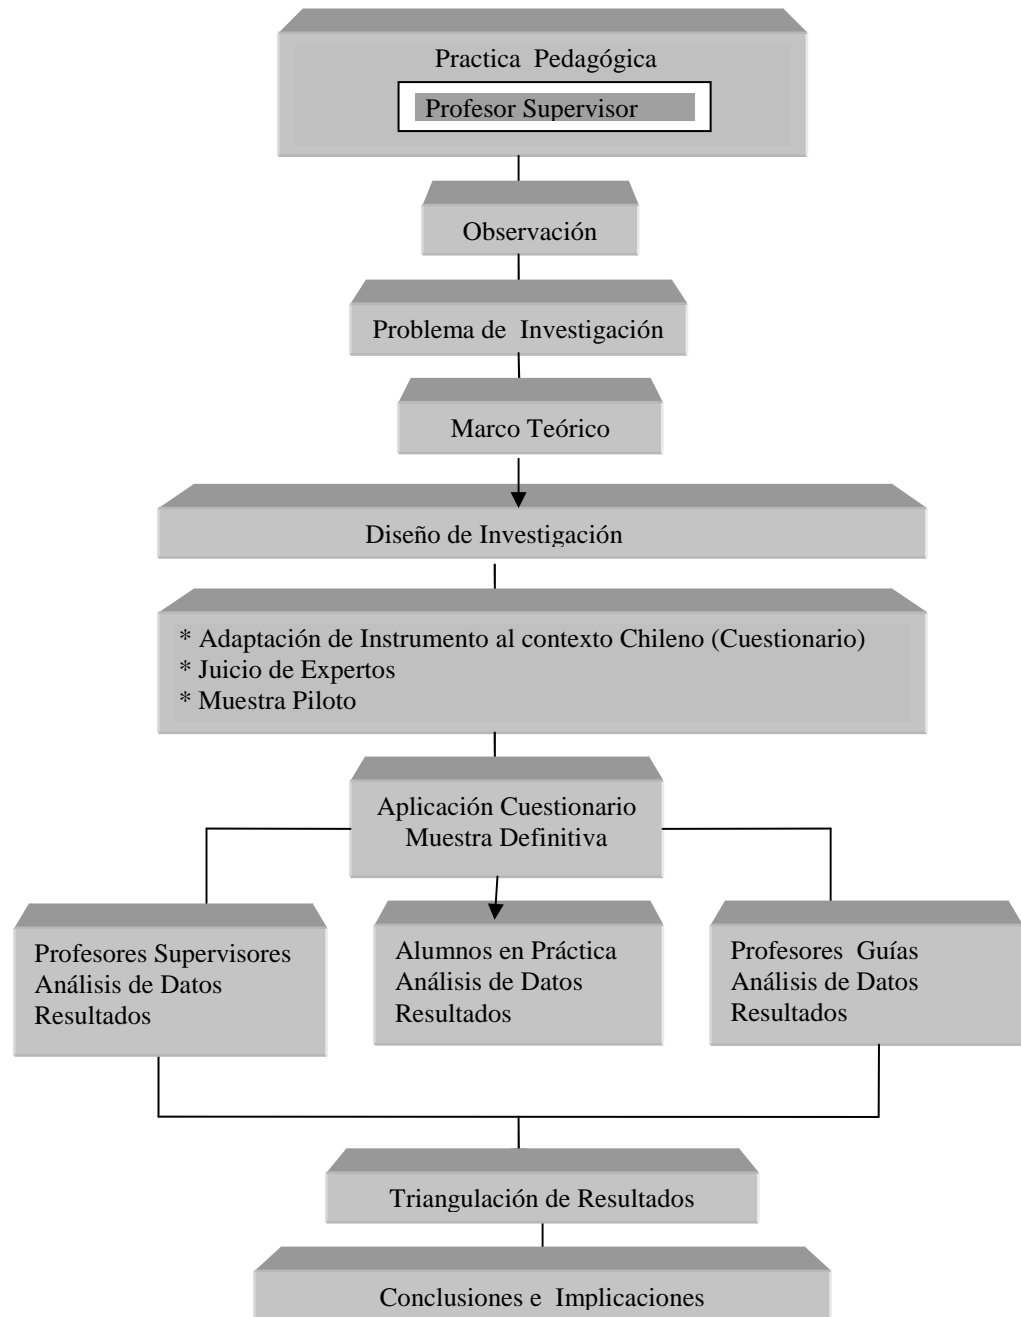 Practica Pedagógica
Profesor Supervisor
Observación
Problema de Investigación
Marco Teórico
Diseño de Investigación
* Adaptación de Instrumento al contexto Chileno (Cuestionario)
* Juicio de Expertos
* Muestra Piloto
Aplicación Cuestionario
Muestra Definitiva
Profesores Supervisores
Análisis de Datos
Resultados
Alumnos en Práctica
Análisis de Datos
Resultados
Profesores Guías
Análisis de Datos
Resultados
Triangulación de Resultados
Conclusiones e Implicaciones